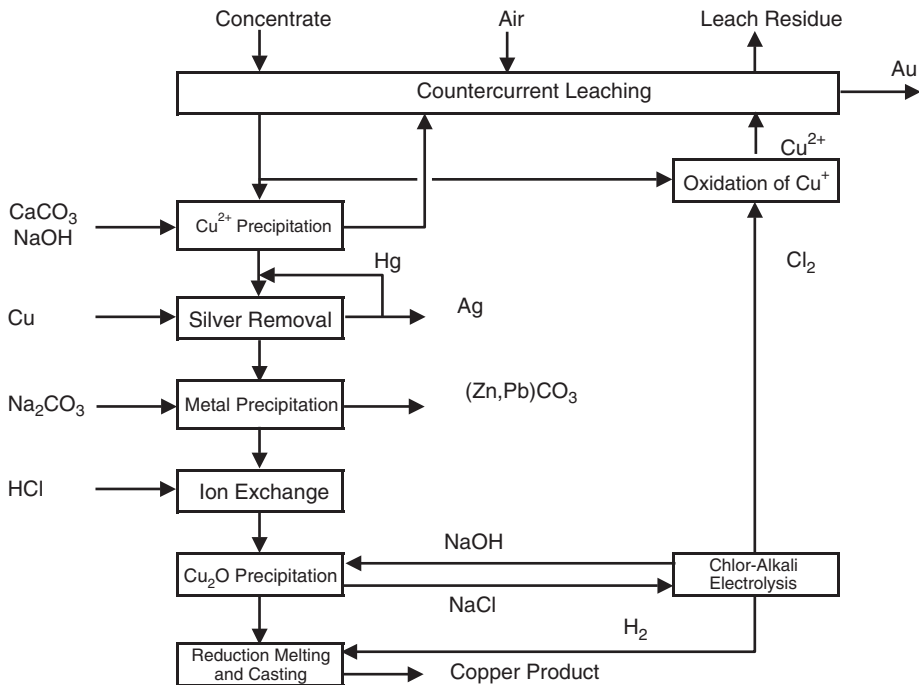 Concentrate
Air
Leach Residue
Countercurrent Leaching
Au
Cu²⁺
Oxidation of Cu⁺
CaCO₃
NaOH
Cu²⁺ Precipitation
Cl₂
Hg
Cu
Silver Removal
Ag
Na₂CO₃
Metal Precipitation
(Zn,Pb)CO₃
HCl
Ion Exchange
NaOH
Cu₂O Precipitation
Chlor-Alkali
Electrolysis
NaCl
H₂
Reduction Melting
and Casting
Copper Product